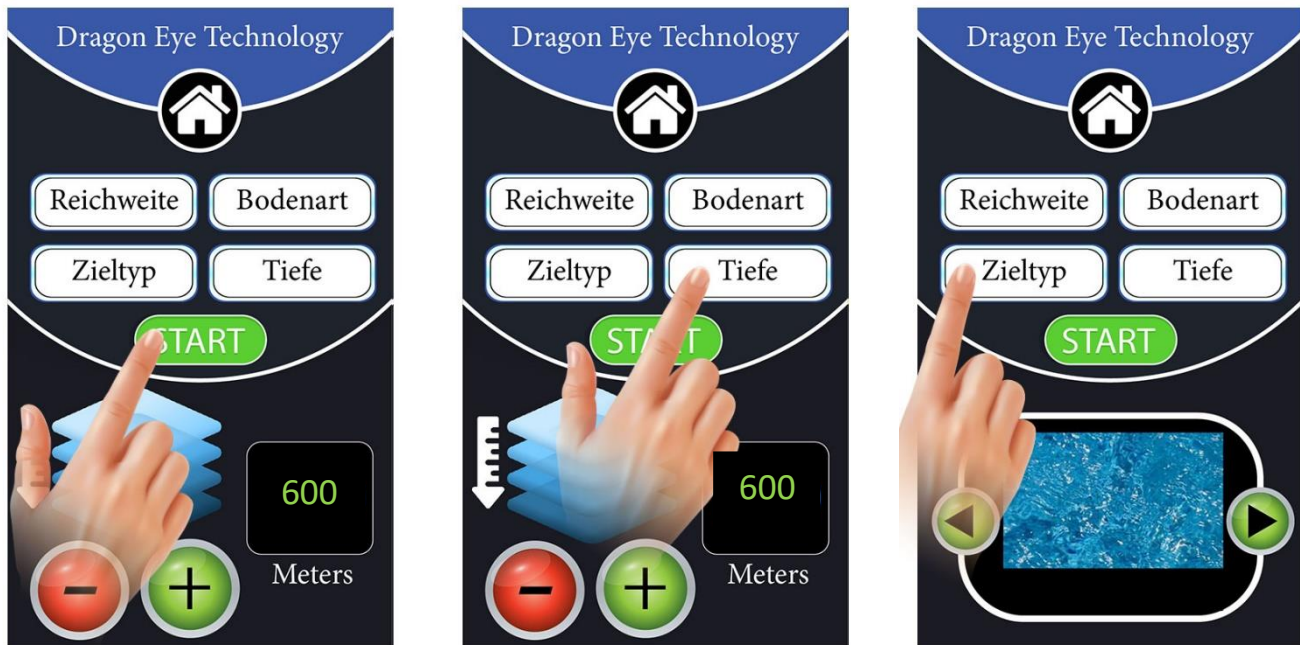 Dragon Eye Technology
Reichweite Bodenart
Zieltyp Tiefe
START
600
Meters
- +
Dragon Eye Technology
Reichweite Bodenart
Zieltyp Tiefe
START
600
Meters
- +
Dragon Eye Technology
Reichweite Bodenart
Zieltyp Tiefe
START